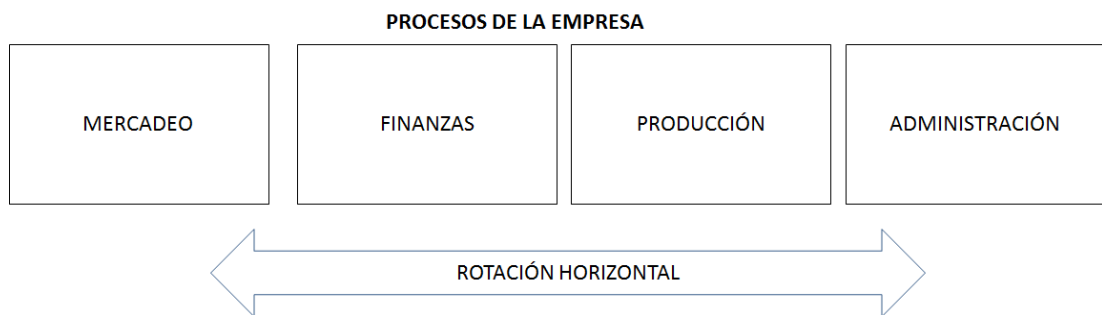 PROCESOS DE LA EMPRESA
MERCADEO
FINANZAS
PRODUCCIÓN
ADMINISTRACIÓN
ROTACIÓN HORIZONTAL